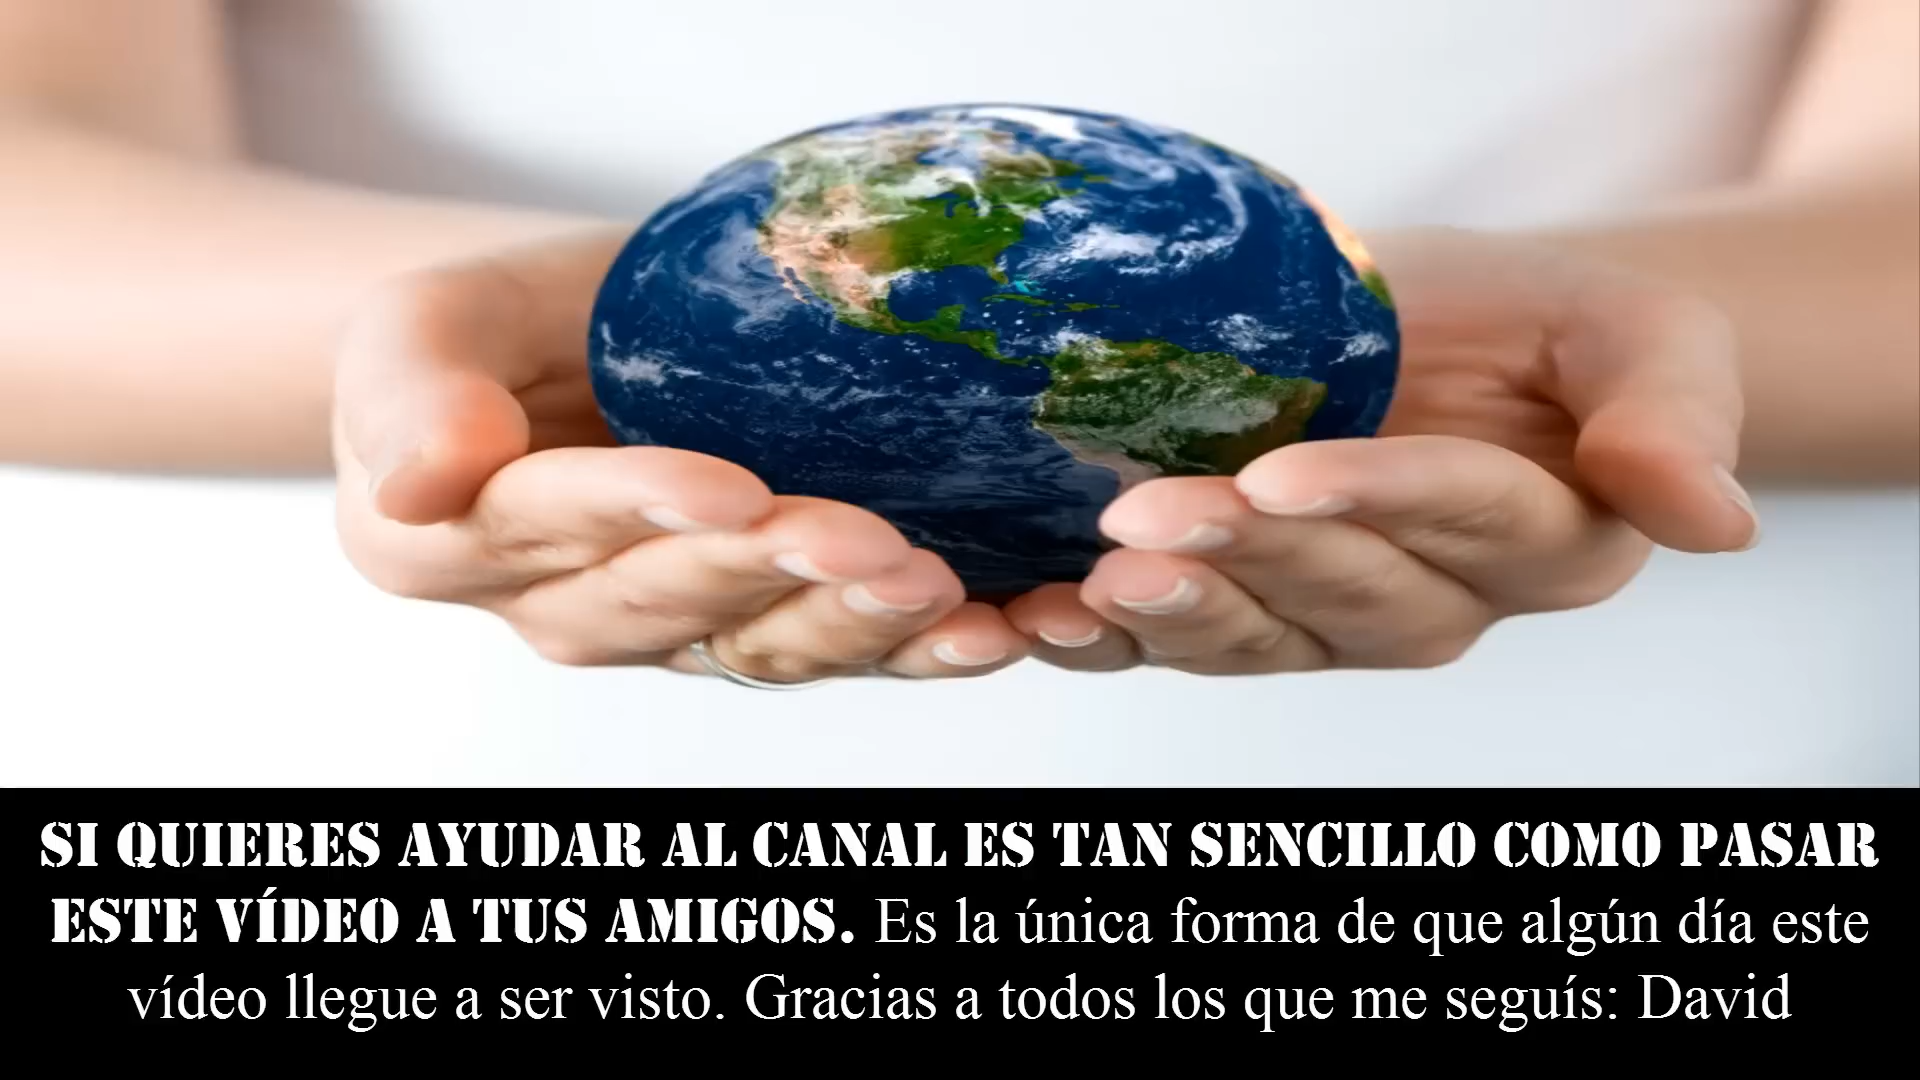 SI QUIERES AYUDAR AL CANAL ES TAN SENCILLO COMO PASAR
ESTE VÍDEO A TUS AMIGOS. Es la única forma de que algún día este
vídeo llegue a ser visto. Gracias a todos los que me seguís: David